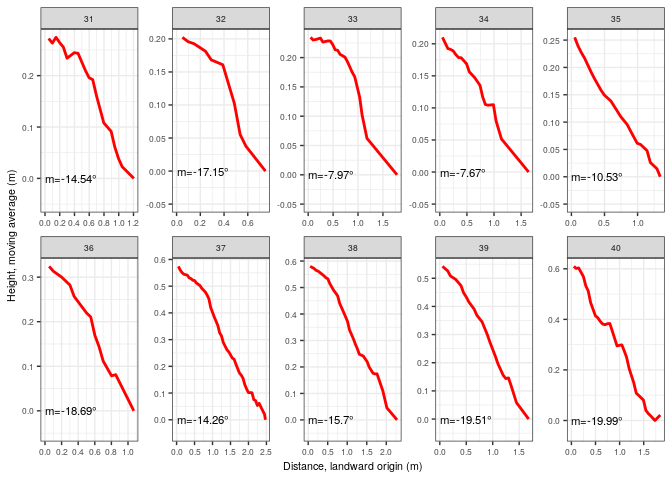 31 32 33 34 35
0.2 0.1 0.0
0.20 0.15 0.10 0.05 0.00 -0.05
0.20 0.15 0.10 0.05 0.00 -0.05
0.20 0.15 0.10 0.05 0.00 -0.05
0.25 0.20 0.15 0.10 0.05 0.00 -0.05
m=-14.54º m=-17.15º m=-7.97º m=-7.67º m=-10.53º
0.0 0.2 0.4 0.6 0.8 1.0 1.2
0.0 0.2 0.4 0.6
0.0 0.5 1.0 1.5
0.0 0.5 1.0 1.5
0.0 0.5 1.0
Height, moving average (m)
36 37 38 39 40
0.3 0.2 0.1 0.0
0.6 0.5 0.4 0.3 0.2 0.1 0.0
0.6 0.5 0.4 0.3 0.2 0.1 0.0
0.5 0.4 0.3 0.2 0.1 0.0
0.6 0.4 0.2 0.0
m=-18.69º m=-14.26º m=-15.7º m=-19.51º m=-19.99º
0.0 0.2 0.4 0.6 0.8 1.0
0.0 0.5 1.0 1.5 2.0 2.5
0.0 0.5 1.0 1.5 2.0
0.0 0.5 1.0 1.5
0.0 0.5 1.0 1.5
Distance, landward origin (m)